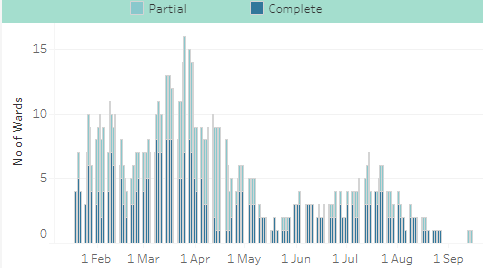 Partial Complete
No of Wards
15
10
5
0
1 Feb 1 Mar 1 Apr 1 May 1 Jun 1 Jul 1 Aug 1 Sep